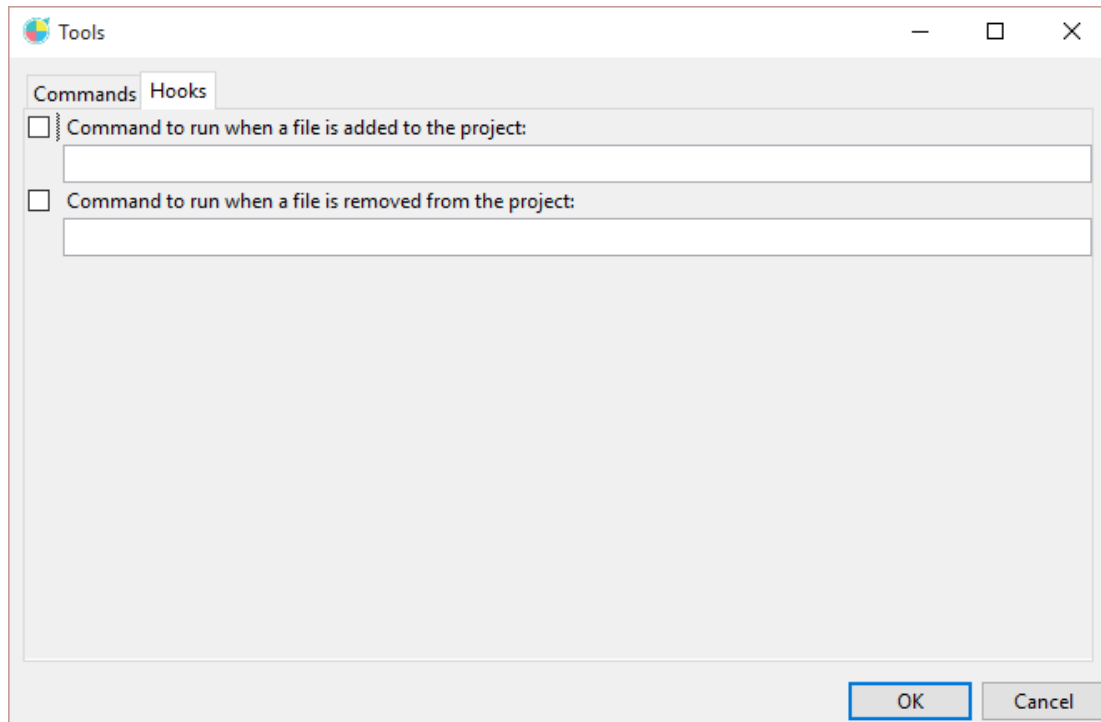 Tools
Commands Hooks
Command to run when a file is added to the project:
Command to run when a file is removed from the project:
OK Cancel